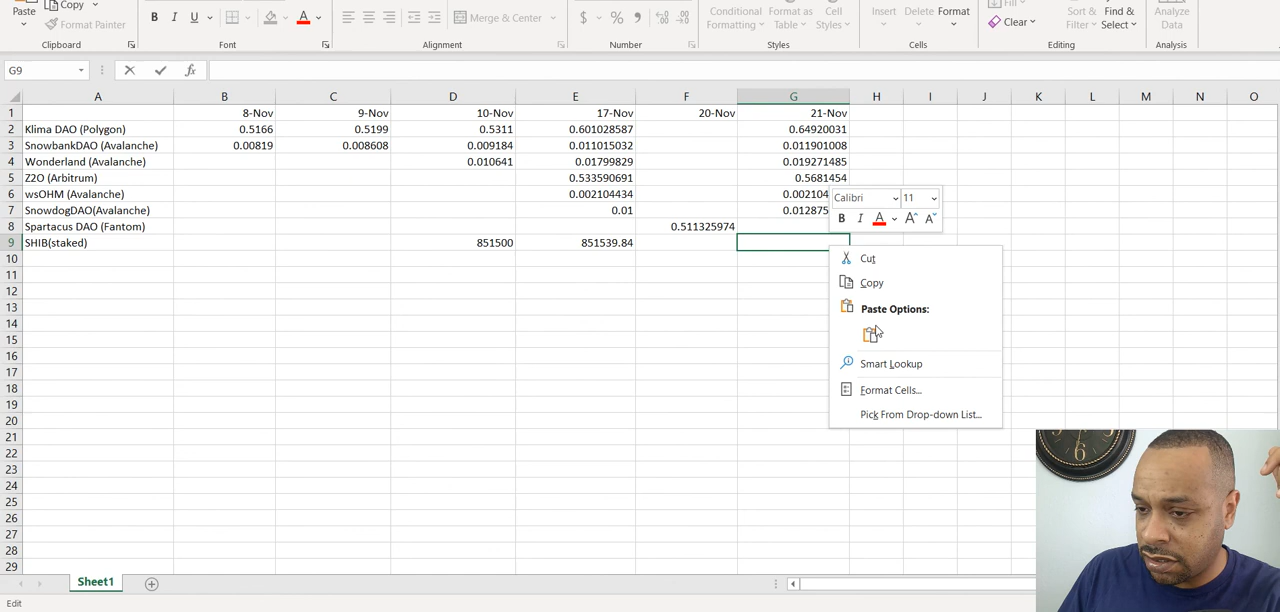 Paste Copy B I U Merge & Center $ % Conditional Format as Cell Insert Delete Format Fill Sort & Find & Analyze
Format Painter Formatting Table Styles Clear Filter Select Data
Clipboard Font Alignment Number Styles Cells Editing Analysis
G9 fx
A B C D E F G H I J K L M N O
1 8-Nov 9-Nov 10-Nov 17-Nov 20-Nov 21-Nov
2 Klima DAO (Polygon) 0.5166 0.5199 0.5311 0.601028587 0.64920031
3 SnowbankDAO (Avalanche) 0.00819 0.008608 0.009184 0.011015032 0.011901008
4 Wonderland (Avalanche) 0.010641 0.01799829 0.019271485
5 Z2O (Arbitrum) 0.533590691 0.5681454
6 wsOHM (Avalanche) 0.002104434 0.002104
7 SnowdogDAO(Avalanche) 0.01 0.012875
8 Spartacus DAO (Fantom) 0.511325974
9 SHIB(staked) 851500 851539.84
10
11
12
13
14
15
16
17
18
19
20
21
22
23
24
25
26
27
28
29
Calibri 11
B I A A A
Cut
Copy
Paste Options:
Smart Lookup
Format Cells...
Pick From Drop-down List...
6
Sheet1
Edit